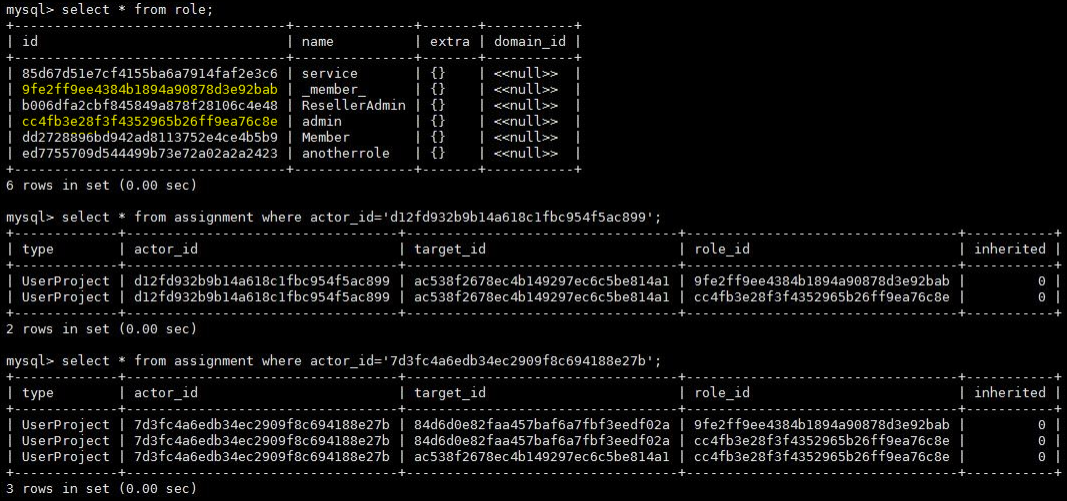 mysql> select * from role;
+----------------------------------+---------------+-------+-----------+
| id                               | name          | extra | domain_id |
+----------------------------------+---------------+-------+-----------+
| 85d67d51e7cf4155ba6a7914faf2e3c6 | service       | {}    | <<null>>  |
| 9fe2ff9ee4384b1894a90878d3e92bab | _member_      | {}    | <<null>>  |
| b006dfa2cbf845849a878f28106c4e48 | ResellerAdmin | {}    | <<null>>  |
| cc4fb3e28f3f4352965b26ff9ea76c8e | admin         | {}    | <<null>>  |
| dd2728896bd942ad8113752e4ce4b5b9 | Member        | {}    | <<null>>  |
| ed7755709d544499b73e72a02a2a2423 | anotherrole   | {}    | <<null>>  |
+----------------------------------+---------------+-------+-----------+
6 rows in set (0.00 sec)
mysql> select * from assignment where actor_id='d12fd932b9b14a618c1fbc954f5ac899';
+-------------+----------------------------------+----------------------------------+----------------------------------+-----------+
| type        | actor_id                         | target_id                        | role_id                          | inherited |
+-------------+----------------------------------+----------------------------------+----------------------------------+-----------+
| UserProject | d12fd932b9b14a618c1fbc954f5ac899 | ac538f2678ec4b149297ec6c5be814a1 | 9fe2ff9ee4384b1894a90878d3e92bab |         0 |
| UserProject | d12fd932b9b14a618c1fbc954f5ac899 | ac538f2678ec4b149297ec6c5be814a1 | cc4fb3e28f3f4352965b26ff9ea76c8e |         0 |
+-------------+----------------------------------+----------------------------------+----------------------------------+-----------+
2 rows in set (0.00 sec)
mysql> select * from assignment where actor_id='7d3fc4a6edb34ec2909f8c694188e27b';
+-------------+----------------------------------+----------------------------------+----------------------------------+-----------+
| type        | actor_id                         | target_id                        | role_id                          | inherited |
+-------------+----------------------------------+----------------------------------+----------------------------------+-----------+
| UserProject | 7d3fc4a6edb34ec2909f8c694188e27b | 84d6d0e82faa457baf6a7fbf3eedf02a | 9fe2ff9ee4384b1894a90878d3e92bab |         0 |
| UserProject | 7d3fc4a6edb34ec2909f8c694188e27b | 84d6d0e82faa457baf6a7fbf3eedf02a | cc4fb3e28f3f4352965b26ff9ea76c8e |         0 |
| UserProject | 7d3fc4a6edb34ec2909f8c694188e27b | ac538f2678ec4b149297ec6c5be814a1 | cc4fb3e28f3f4352965b26ff9ea76c8e |         0 |
+-------------+----------------------------------+----------------------------------+----------------------------------+-----------+
3 rows in set (0.00 sec)